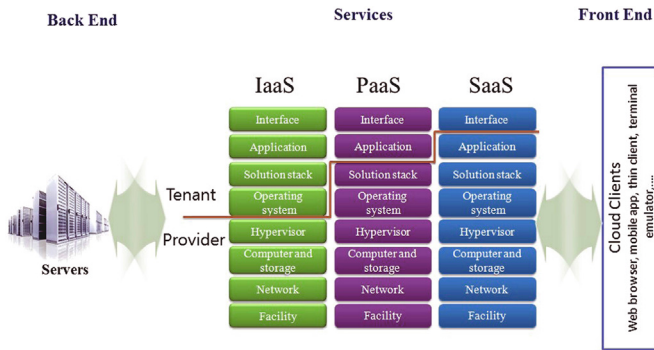 Back End
Services
Front End
IaaS
PaaS
SaaS
Interface
Interface
Interface
Application
Application
Application
Solution stack
Solution stack
Solution stack
Tenant
Operating
system
Operating
system
Operating
system
Provider
Hypervisor
Hypervisor
Hypervisor
Servers
Computer and
storage
Computer and
storage
Computer and
storage
Network
Network
Network
Facility
Facility
Facility
Cloud Clients
Web browser, mobile app, thin client, terminal
emulator,....